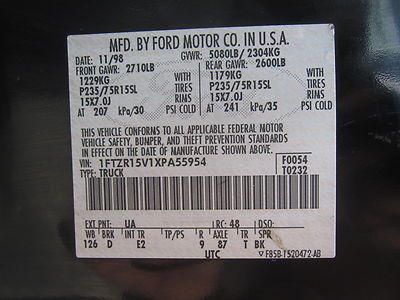 MFD. BY FORD MOTOR CO. IN U.S.A.
DATE: 11/98 GVWR: 5080LB/ 2304KG
FRONT GAWR: 2710LB REAR GAWR: 2600LB
1229KG WITH 1179KG WITH
P235/75R15SL TIRES P235/75R15SL TIRES
15X7.0J RIMS 15X7.0J RIMS
AT 207 kPa/30 PSI COLD AT 241 kPa/35 PSI COLD
THIS VEHICLE CONFORMS TO ALL APPLICABLE FEDERAL MOTOR
VEHICLE SAFETY, BUMPER, AND THEFT PREVENTION STANDARDS
IN EFFECT ON THE DATE OF MANUFACTURE SHOWN ABOVE.
VIN: 1FTZR15V1XPA55954 F0054
TYPE: TRUCK T0232
EXT PNT: UA RC: 48 DSO:
WB BRK INT TR TP/PS R AXLE TR SPR
126 D E2 9 87 T BK
UTC ▽F85B-1520472-AB